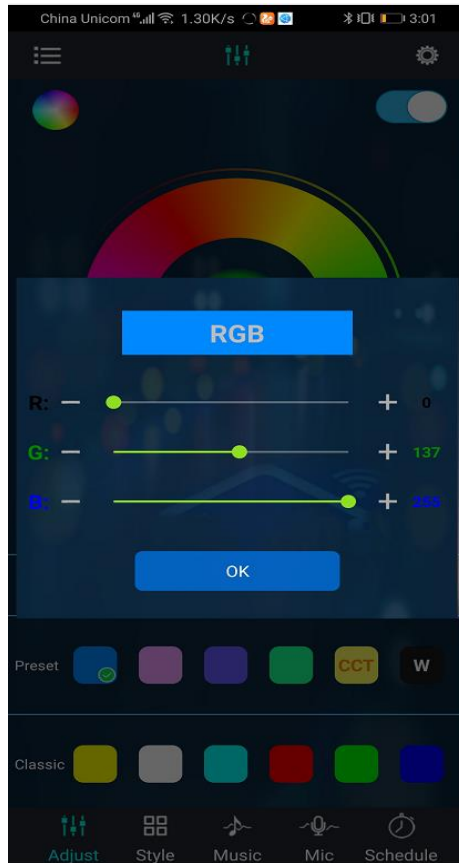 China Unicom 4G 1.30K/s 3:01
RGB
R: — + 0
G: — + 137
B: — + 255
OK
Preset CCT W
Classic
Adjust Style Music Mic Schedule